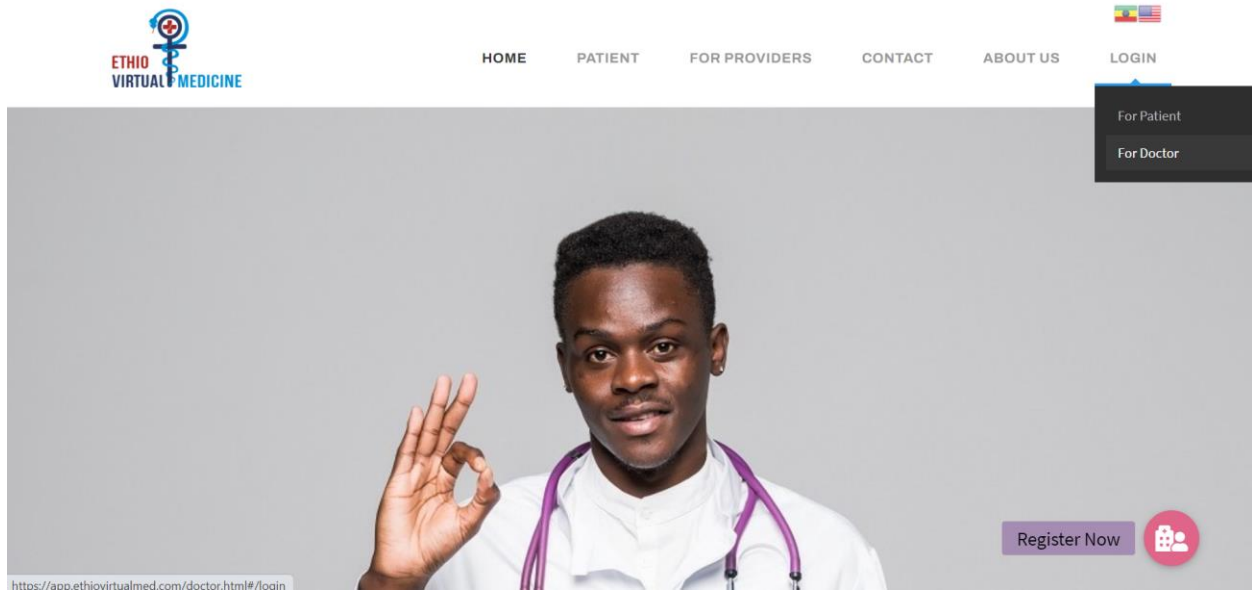 ETHIO
VIRTUAL MEDICINE
HOME PATIENT FOR PROVIDERS CONTACT ABOUT US LOGIN
For Patient
For Doctor
Register Now
https://app.ethiovirtualmed.com/doctor.html#/login